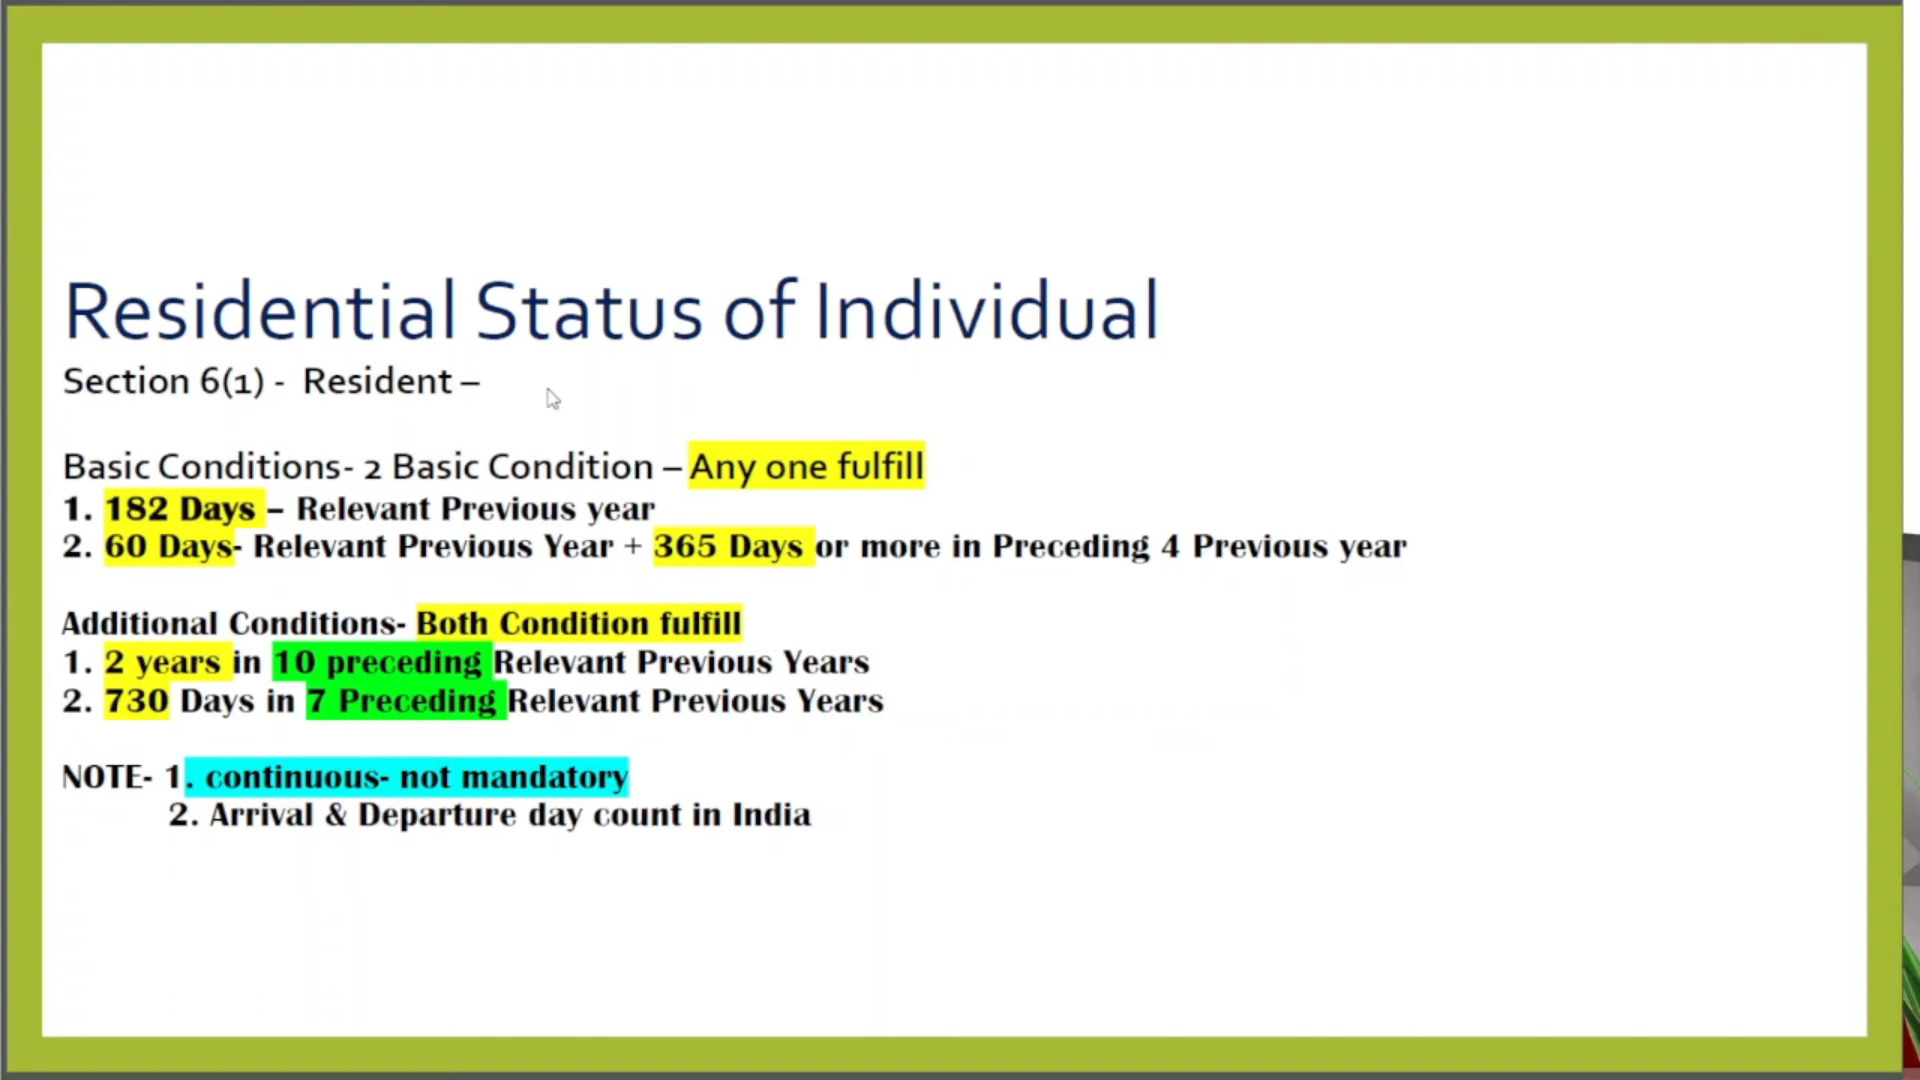 Residential Status of Individual
Section 6(1) - Resident –
Basic Conditions- 2 Basic Condition – Any one fulfill
1. 182 Days – Relevant Previous year
2. 60 Days- Relevant Previous Year + 365 Days or more in Preceding 4 Previous year
Additional Conditions- Both Condition fulfill
1. 2 years in 10 preceding Relevant Previous Years
2. 730 Days in 7 Preceding Relevant Previous Years
NOTE- 1. continuous- not mandatory
2. Arrival & Departure day count in India